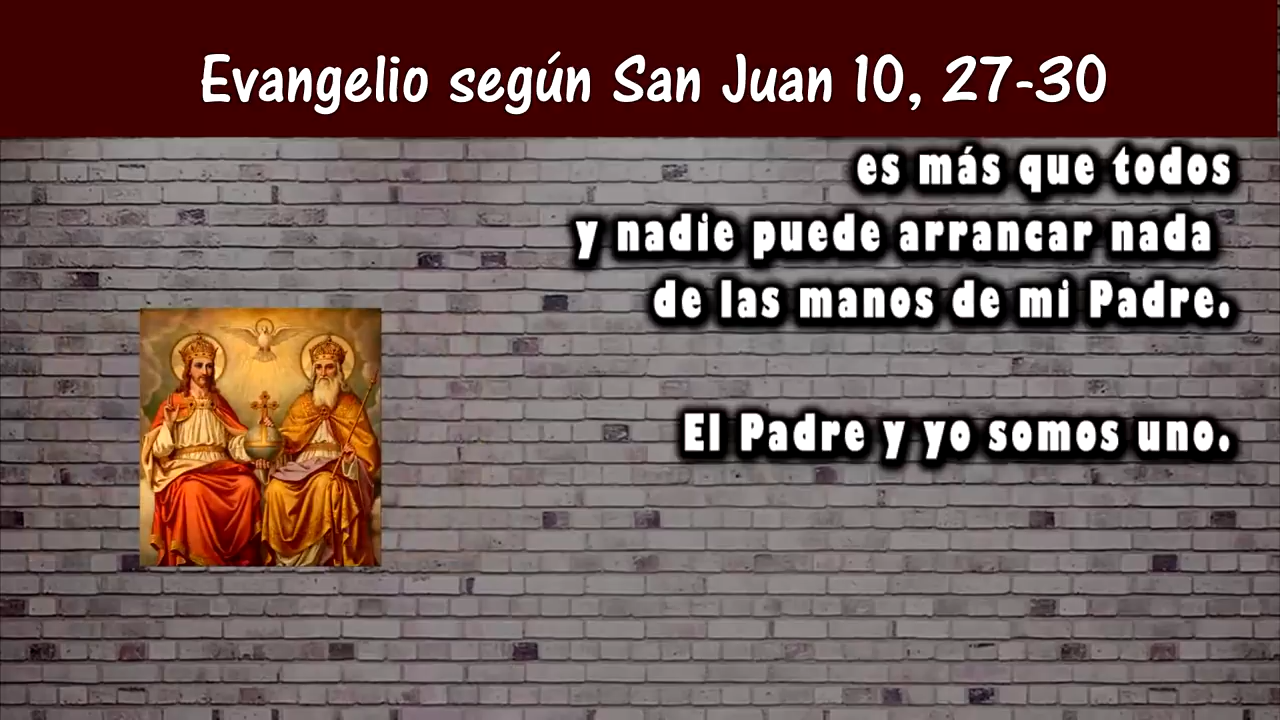 Evangelio según San Juan 10, 27-30
es más que todos
y nadie puede arrancar nada
de las manos de mi Padre.
El Padre y yo somos uno.